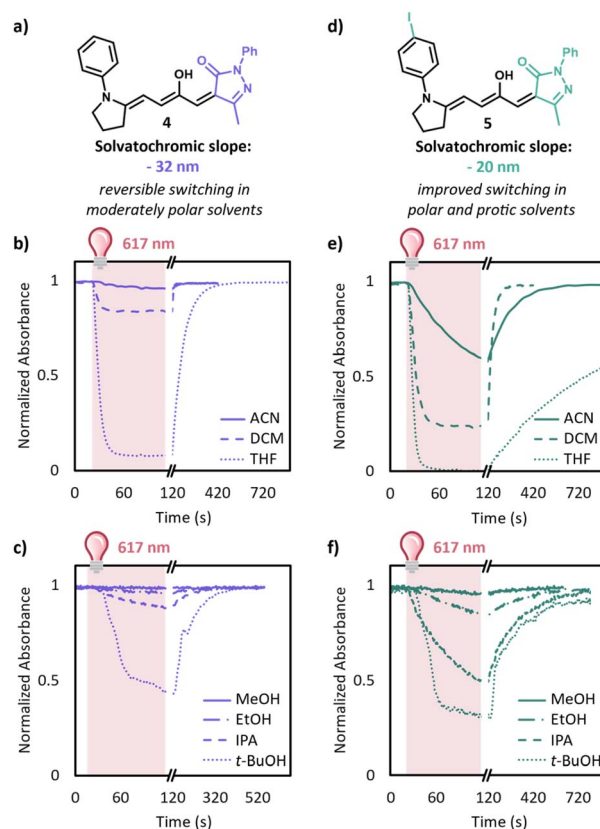 a)
Ph
O
N
N
OH
N
4
Solvatochromic slope:
- 32 nm
reversible switching in
moderately polar solvents
b)
617 nm
Normalized Absorbance
1
0.5
0
ACN
DCM
THF
60
120
420
720
Time (s)
c)
617 nm
Normalized Absorbance
1
0.5
0
MeOH
EtOH
IPA
t-BuOH
60
120
320
520
Time (s)
d)
I
Ph
O
N
N
OH
N
5
Solvatochromic slope:
- 20 nm
improved switching in
polar and protic solvents
e)
617 nm
Normalized Absorbance
1
0.5
0
ACN
DCM
THF
0
60
120
420
720
Time (s)
f)
617 nm
Normalized Absorbance
1
0.5
0
MeOH
EtOH
IPA
t-BuOH
0
60
120
420
720
Time (s)